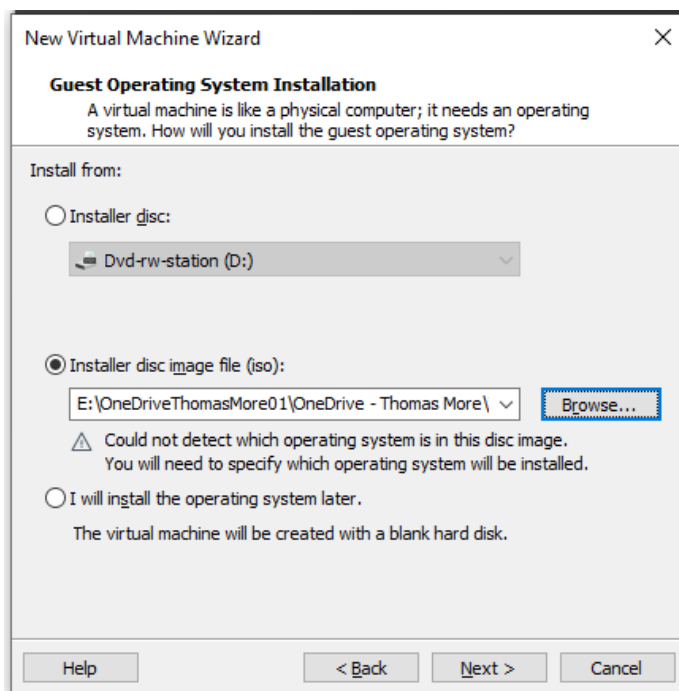 New Virtual Machine Wizard
Guest Operating System Installation
A virtual machine is like a physical computer; it needs an operating
system. How will you install the guest operating system?
Install from:
Installer disc:
Dvd-rw-station (D:)
Installer disc image file (iso):
E:\OneDriveThomasMore01\OneDrive - Thomas More\
Browse...
Could not detect which operating system is in this disc image.
You will need to specify which operating system will be installed.
I will install the operating system later.
The virtual machine will be created with a blank hard disk.
Help
< Back
Next >
Cancel